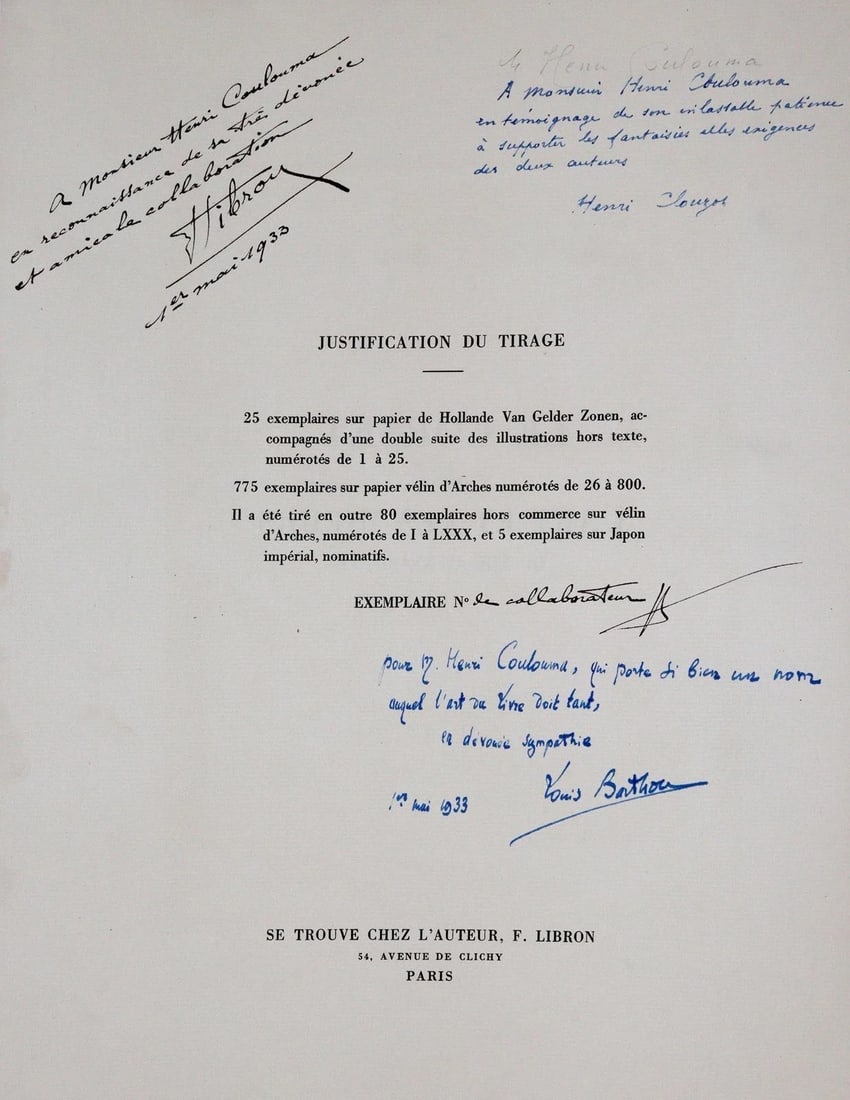 A Monsieur Henri Coulouma
en reconnaissance de sa très dévouée
et amicale collaboration
Libron
1er mai 1933
Henri Coulouma
A Monsieur Henri Coulouma
en témoignage de son inlassable patience
à supporter les fantaisies et les exigences
des deux auteurs
Henri Clouzot
JUSTIFICATION DU TIRAGE
25 exemplaires sur papier de Hollande Van Gelder Zonen, ac-
compagnés d'une double suite des illustrations hors texte,
numérotés de 1 à 25.
775 exemplaires sur papier vélin d'Arches numérotés de 26 à 800.
Il a été tiré en outre 80 exemplaires hors commerce sur vélin
d'Arches, numérotés de I à LXXX, et 5 exemplaires sur Japon
impérial, nominatifs.
EXEMPLAIRE No de collaborateur
pour M. Henri Coulouma, qui porte si bien un nom
auquel l'art du livre doit tant,
en dévouée sympathie
1er mai 1933
Louis Barthou
SE TROUVE CHEZ L'AUTEUR, F. LIBRON
54, AVENUE DE CLICHY
PARIS